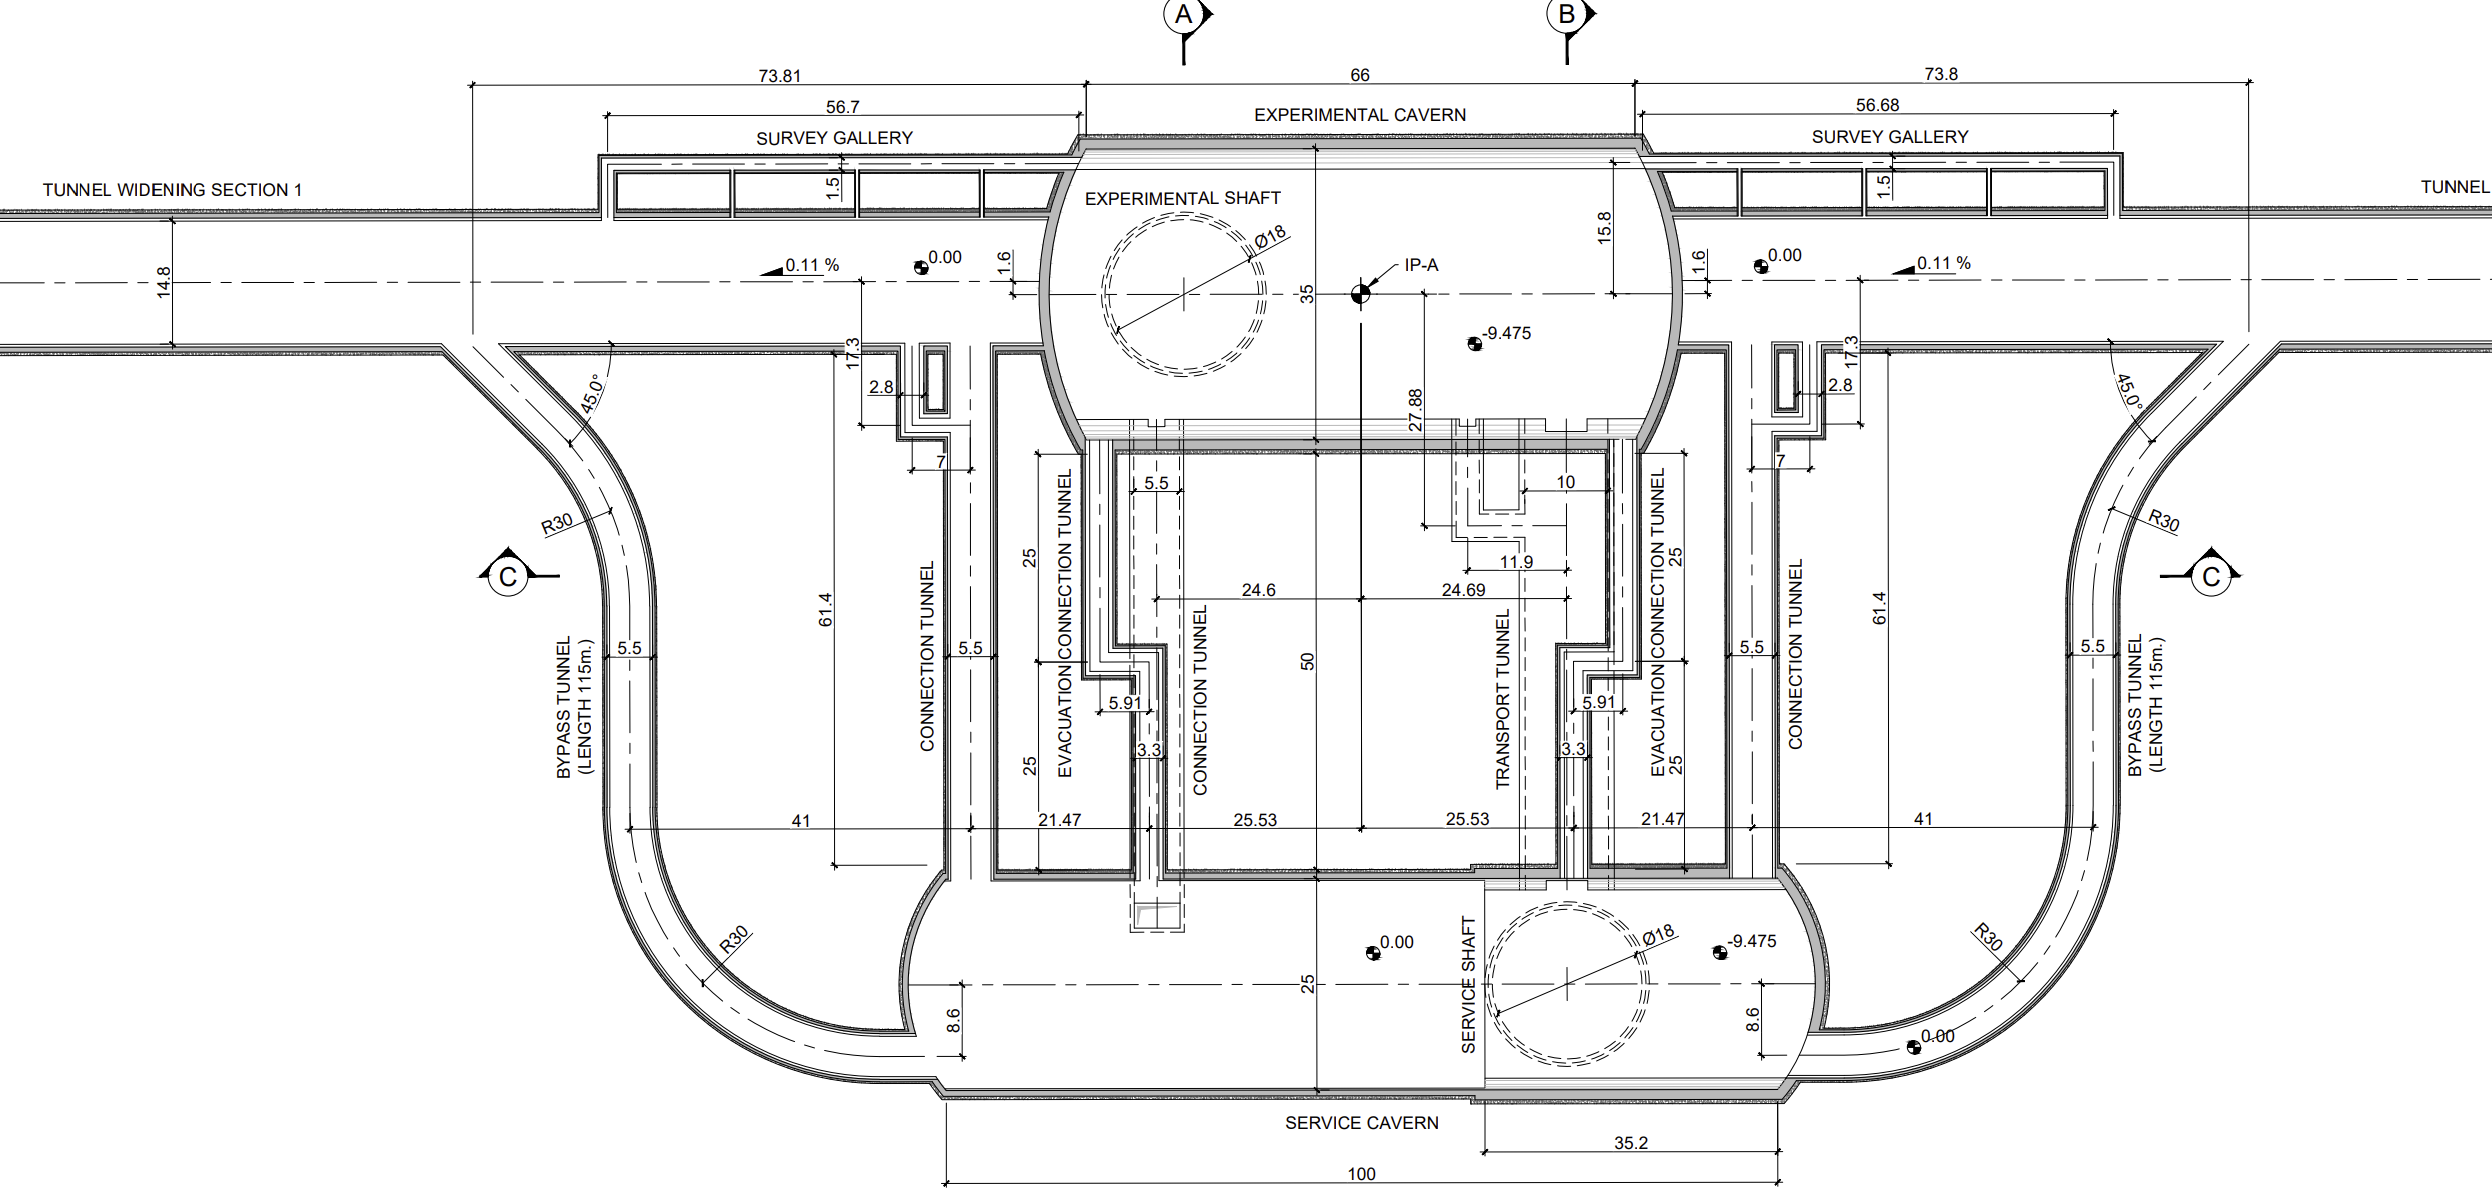 A
B
73.81
66
73.8
56.7
EXPERIMENTAL CAVERN
56.68
SURVEY GALLERY
SURVEY GALLERY
TUNNEL WIDENING SECTION 1
1.5
EXPERIMENTAL SHAFT
1.5
TUNNEL
Ø18
15.8
14.8
0.11 %
0.00
1.6
IP-A
1.6
0.00
0.11 %
35
-9.475
17.3
17.3
45.0°
2.8
27.88
2.8
45.0°
7
7
5.5
10
R30
R30
C
C
25
11.9
25
24.6
24.69
61.4
61.4
BYPASS TUNNEL
(LENGTH 115m.)
5.5
CONNECTION TUNNEL
5.5
EVACUATION CONNECTION TUNNEL
CONNECTION TUNNEL
50
TRANSPORT TUNNEL
EVACUATION CONNECTION TUNNEL
5.5
CONNECTION TUNNEL
5.5
BYPASS TUNNEL
(LENGTH 115m.)
5.91
5.91
3.3
3.3
25
25
41
21.47
25.53
25.53
21.47
41
R30
0.00
SERVICE SHAFT
Ø18
-9.475
R30
25
8.6
8.6
0.00
SERVICE CAVERN
35.2
100